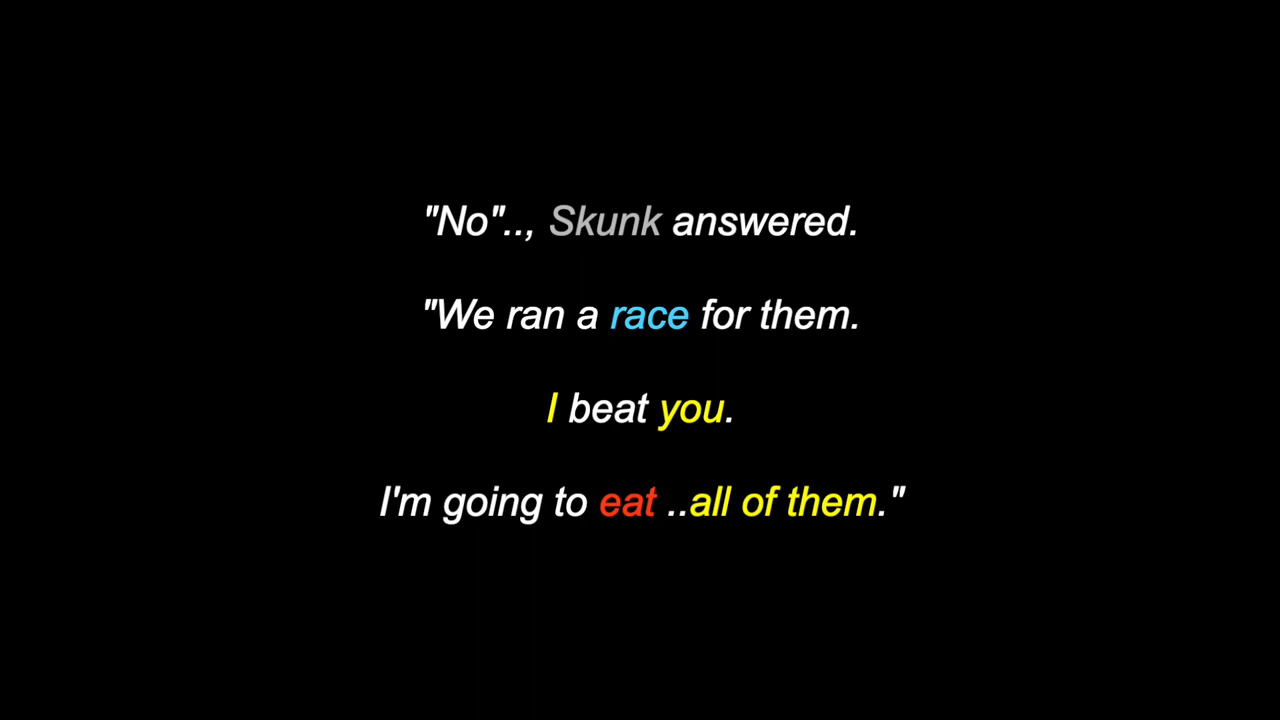 "No".., Skunk answered.
"We ran a race for them.
I beat you.
I'm going to eat ..all of them."